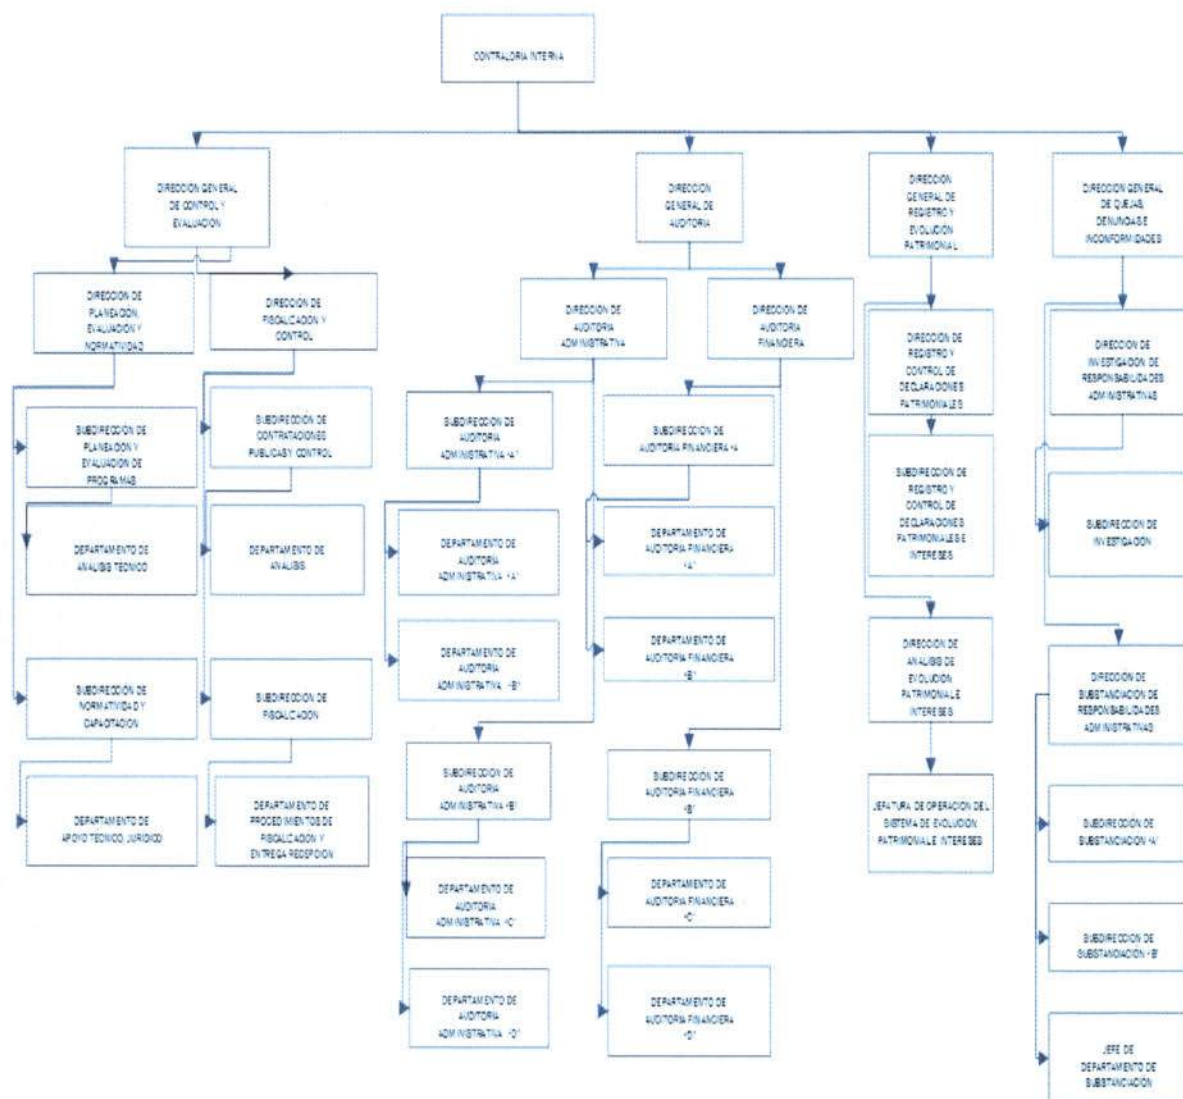 CONTRALORIA INTERNA
DIRECCION GENERAL
DE CONTROL Y
EVALUACION
DIRECCION
GENERAL DE
AUDITORIA
DIRECCION
GENERAL DE
REGISTRO Y
EVOLUCION
PATRIMONIAL
DIRECCION GENERAL
DE QUEJAS,
DENUNCIAS E
INCONFORMIDADES
DIRECCION DE
PLANEACION,
EVALUACION Y
NORMATIVIDAD
DIRECCION DE
FISCALIZACION Y
CONTROL
DIRECCION DE
AUDITORIA
ADMINISTRATIVA
DIRECCION DE
AUDITORIA
FINANCIERA
DIRECCION DE
REGISTRO Y
CONTROL DE
DECLARACIONES
PATRIMONIALES
DIRECCION DE
INVESTIGACION DE
RESPONSABILIDADES
ADMINISTRATIVAS
SUBDIRECCION DE
PLANEACION Y
EVALUACION DE
PROGRAMAS
SUBDIRECCION DE
CONTRATACIONES
PUBLICAS Y CONTROL
SUBDIRECCION DE
AUDITORIA
ADMINISTRATIVA "A"
SUBDIRECCION DE
AUDITORIA FINANCIERA "A
SUBDIRECCION DE
REGISTRO Y
CONTROL DE
DECLARACIONES
PATRIMONIALES E
INTERESES
SUBDIRECCION DE
INVESTIGACION
DEPARTAMENTO DE
ANALISIS TECNICO
DEPARTAMENTO DE
ANALISIS
DEPARTAMENTO DE
AUDITORIA
ADMINISTRATIVA "A"
DEPARTAMENTO DE
AUDITORIA FINANCIERA
"A"
DEPARTAMENTO DE
AUDITORIA
ADMINISTRATIVA "B"
DEPARTAMENTO DE
AUDITORIA FINANCIERA
"B"
DIRECCION DE
ANALISIS DE
EVOLUCION
PATRIMONIAL E
INTERESES
DIRECCION DE
SUBSTANCIACION DE
RESPONSABILIDADES
ADMINISTRATIVAS
SUBDIRECCION DE
NORMATIVIDAD Y
CAPACITACION
SUBDIRECCION DE
FISCALIZACION
SUBDIRECCION DE
AUDITORIA
ADMINISTRATIVA "B"
SUBDIRECCION DE
AUDITORIA FINANCIERA
"B"
DEPARTAMENTO DE
APOYO TECNICO, JURIDICO
DEPARTAMENTO DE
PROCEDIMIENTOS DE
FISCALIZACION Y
ENTREGA RECEPCION
JEFATURA DE OPERACION DEL
SISTEMA DE EVOLUCION
PATRIMONIAL E INTERESES
SUBDIRECCION DE
SUBSTANCIACION "A"
DEPARTAMENTO DE
AUDITORIA
ADMINISTRATIVA "C"
DEPARTAMENTO DE
AUDITORIA FINANCIERA
"C"
SUBDIRECCION DE
SUBSTANCIACION "B"
DEPARTAMENTO DE
AUDITORIA
ADMINISTRATIVA "D"
DEPARTAMENTO DE
AUDITORIA FINANCIERA
"D"
JEFE DE
DEPARTAMENTO DE
SUBSTANCIACION